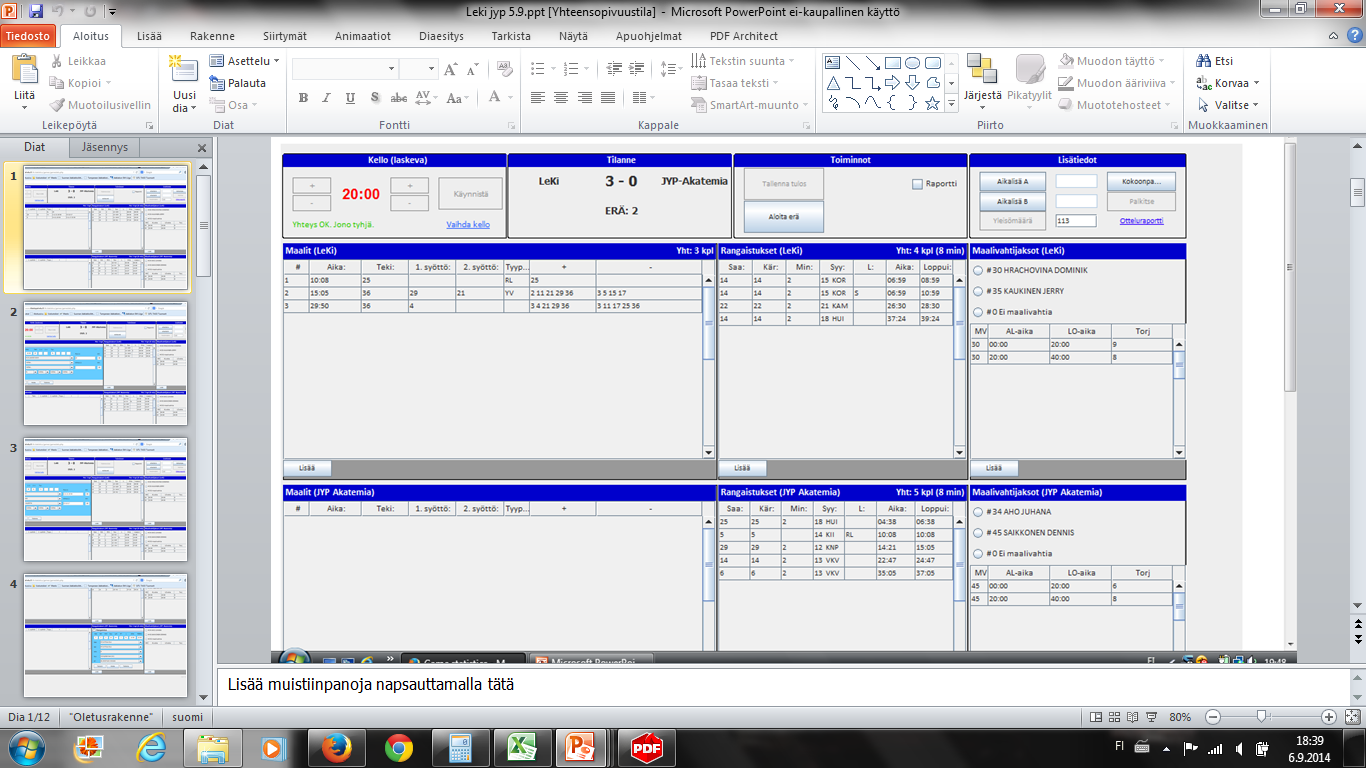 Leki jyp 5.9.ppt [Yhteensopivuustila] - Microsoft PowerPoint ei-kaupallinen käyttö
Tiedosto Aloitus Lisää Rakenne Siirtymät Animaatiot Diaesitys Tarkista Näytä Apuohjelmat PDF Architect
Liitä
Leikkaa
Kopioi
Muotoilusivellin
Leikepöytä
Uusi dia
Asettelu
Palauta
Osa
Diat
Fontti
Tekstin suunta
Tasaa teksti
SmartArt-muunto
Kappale
Järjestä
Pikatyylit
Muodon täyttö
Muodon ääriviiva
Muototehosteet
Piirto
Etsi
Korvaa
Valitse
Muokkaaminen
Diat Jäsennys
1
2
3
4
Kello (laskeva) Tilanne Toiminnot Lisätiedot
+ 20:00 + Käynnistä
- -
Yhteys OK. Jono tyhjä. Vaihda kello
LeKi 3 - 0 JYP-Akatemia
ERÄ: 2
Tallenna tulos Raportti
Aloita erä
Aikalisä A Kokoonpa...
Aikalisä B Palkitse
Yleisömäärä 113 Otteluraportti
Maalit (LeKi) Yht: 3 kpl
# Aika: Teki: 1. syöttö: 2. syöttö: Tyyp... + -
1 10:08 25 RL 25
2 15:05 36 29 21 YV 2 11 21 29 36 3 5 15 17
3 29:50 36 4 3 4 21 29 36 3 11 17 25 36
Lisää
Rangaistukset (LeKi) Yht: 4 kpl (8 min)
Saa: Kär: Min: Syy: L: Aika: Loppui:
14 14 2 15 KOR 06:59 08:59
14 14 2 15 KOR S 06:59 10:59
22 22 2 21 KAM 26:30 28:30
14 14 2 18 HUI 37:24 39:24
Lisää
Maalivahtijaksot (LeKi)
#30 HRACHOVINA DOMINIK
#35 KAUKINEN JERRY
#0 Ei maalivahtia
MV AL-aika LO-aika Torj
30 00:00 20:00 9
30 20:00 40:00 8
Lisää
Maalit (JYP Akatemia)
# Aika: Teki: 1. syöttö: 2. syöttö: Tyyp... + -
Rangaistukset (JYP Akatemia) Yht: 5 kpl (8 min)
Saa: Kär: Min: Syy: L: Aika: Loppui:
25 25 2 18 HUI 04:38 06:38
5 5 14 KII RL 10:08 10:08
29 29 2 12 KNP 14:21 15:05
14 14 2 13 VKV 22:47 24:47
6 6 2 13 VKV 35:05 37:05
Maalivahtijaksot (JYP Akatemia)
#34 AHO JUHANA
#45 SAIKKONEN DENNIS
#0 Ei maalivahtia
MV AL-aika LO-aika Torj
45 00:00 20:00 6
45 20:00 40:00 8
Lisää muistiinpanoja napsauttamalla tätä
Dia 1/12 "Oletusrakenne" suomi 80%
FI 18:39
6.9.2014